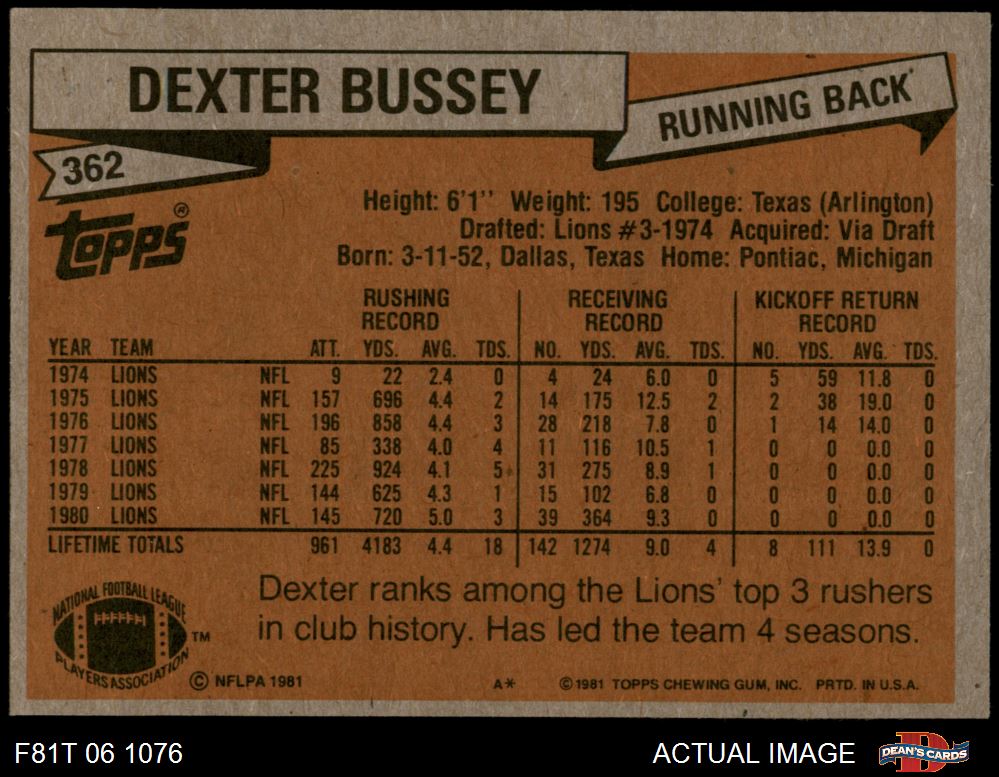 DEXTER BUSSEY
RUNNING BACK
362
Topps®
Height: 6'1'' Weight: 195 College: Texas (Arlington)
Drafted: Lions #3-1974 Acquired: Via Draft
Born: 3-11-52, Dallas, Texas Home: Pontiac, Michigan
RUSHING RECORD RECEIVING RECORD KICKOFF RETURN RECORD
YEAR TEAM ATT. YDS. AVG. TDS. NO. YDS. AVG. TDS. NO. YDS. AVG. TDS.
1974 LIONS NFL 9 22 2.4 0 4 24 6.0 0 5 59 11.8 0
1975 LIONS NFL 157 696 4.4 2 14 175 12.5 2 2 38 19.0 0
1976 LIONS NFL 196 858 4.4 3 28 218 7.8 0 1 14 14.0 0
1977 LIONS NFL 85 338 4.0 4 11 116 10.5 1 0 0 0.0 0
1978 LIONS NFL 225 924 4.1 5 31 275 8.9 1 0 0 0.0 0
1979 LIONS NFL 144 625 4.3 1 15 102 6.8 0 0 0 0.0 0
1980 LIONS NFL 145 720 5.0 3 39 364 9.3 0 0 0 0.0 0
LIFETIME TOTALS 961 4183 4.4 18 142 1274 9.0 4 8 111 13.9 0
Dexter ranks among the Lions' top 3 rushers
in club history. Has led the team 4 seasons.
NATIONAL FOOTBALL LEAGUE
PLAYERS ASSOCIATION
TM
© NFLPA 1981 A* © 1981 TOPPS CHEWING GUM, INC. PRTD. IN U.S.A.
F81T 06 1076 ACTUAL IMAGE D DEAN'S CARDS